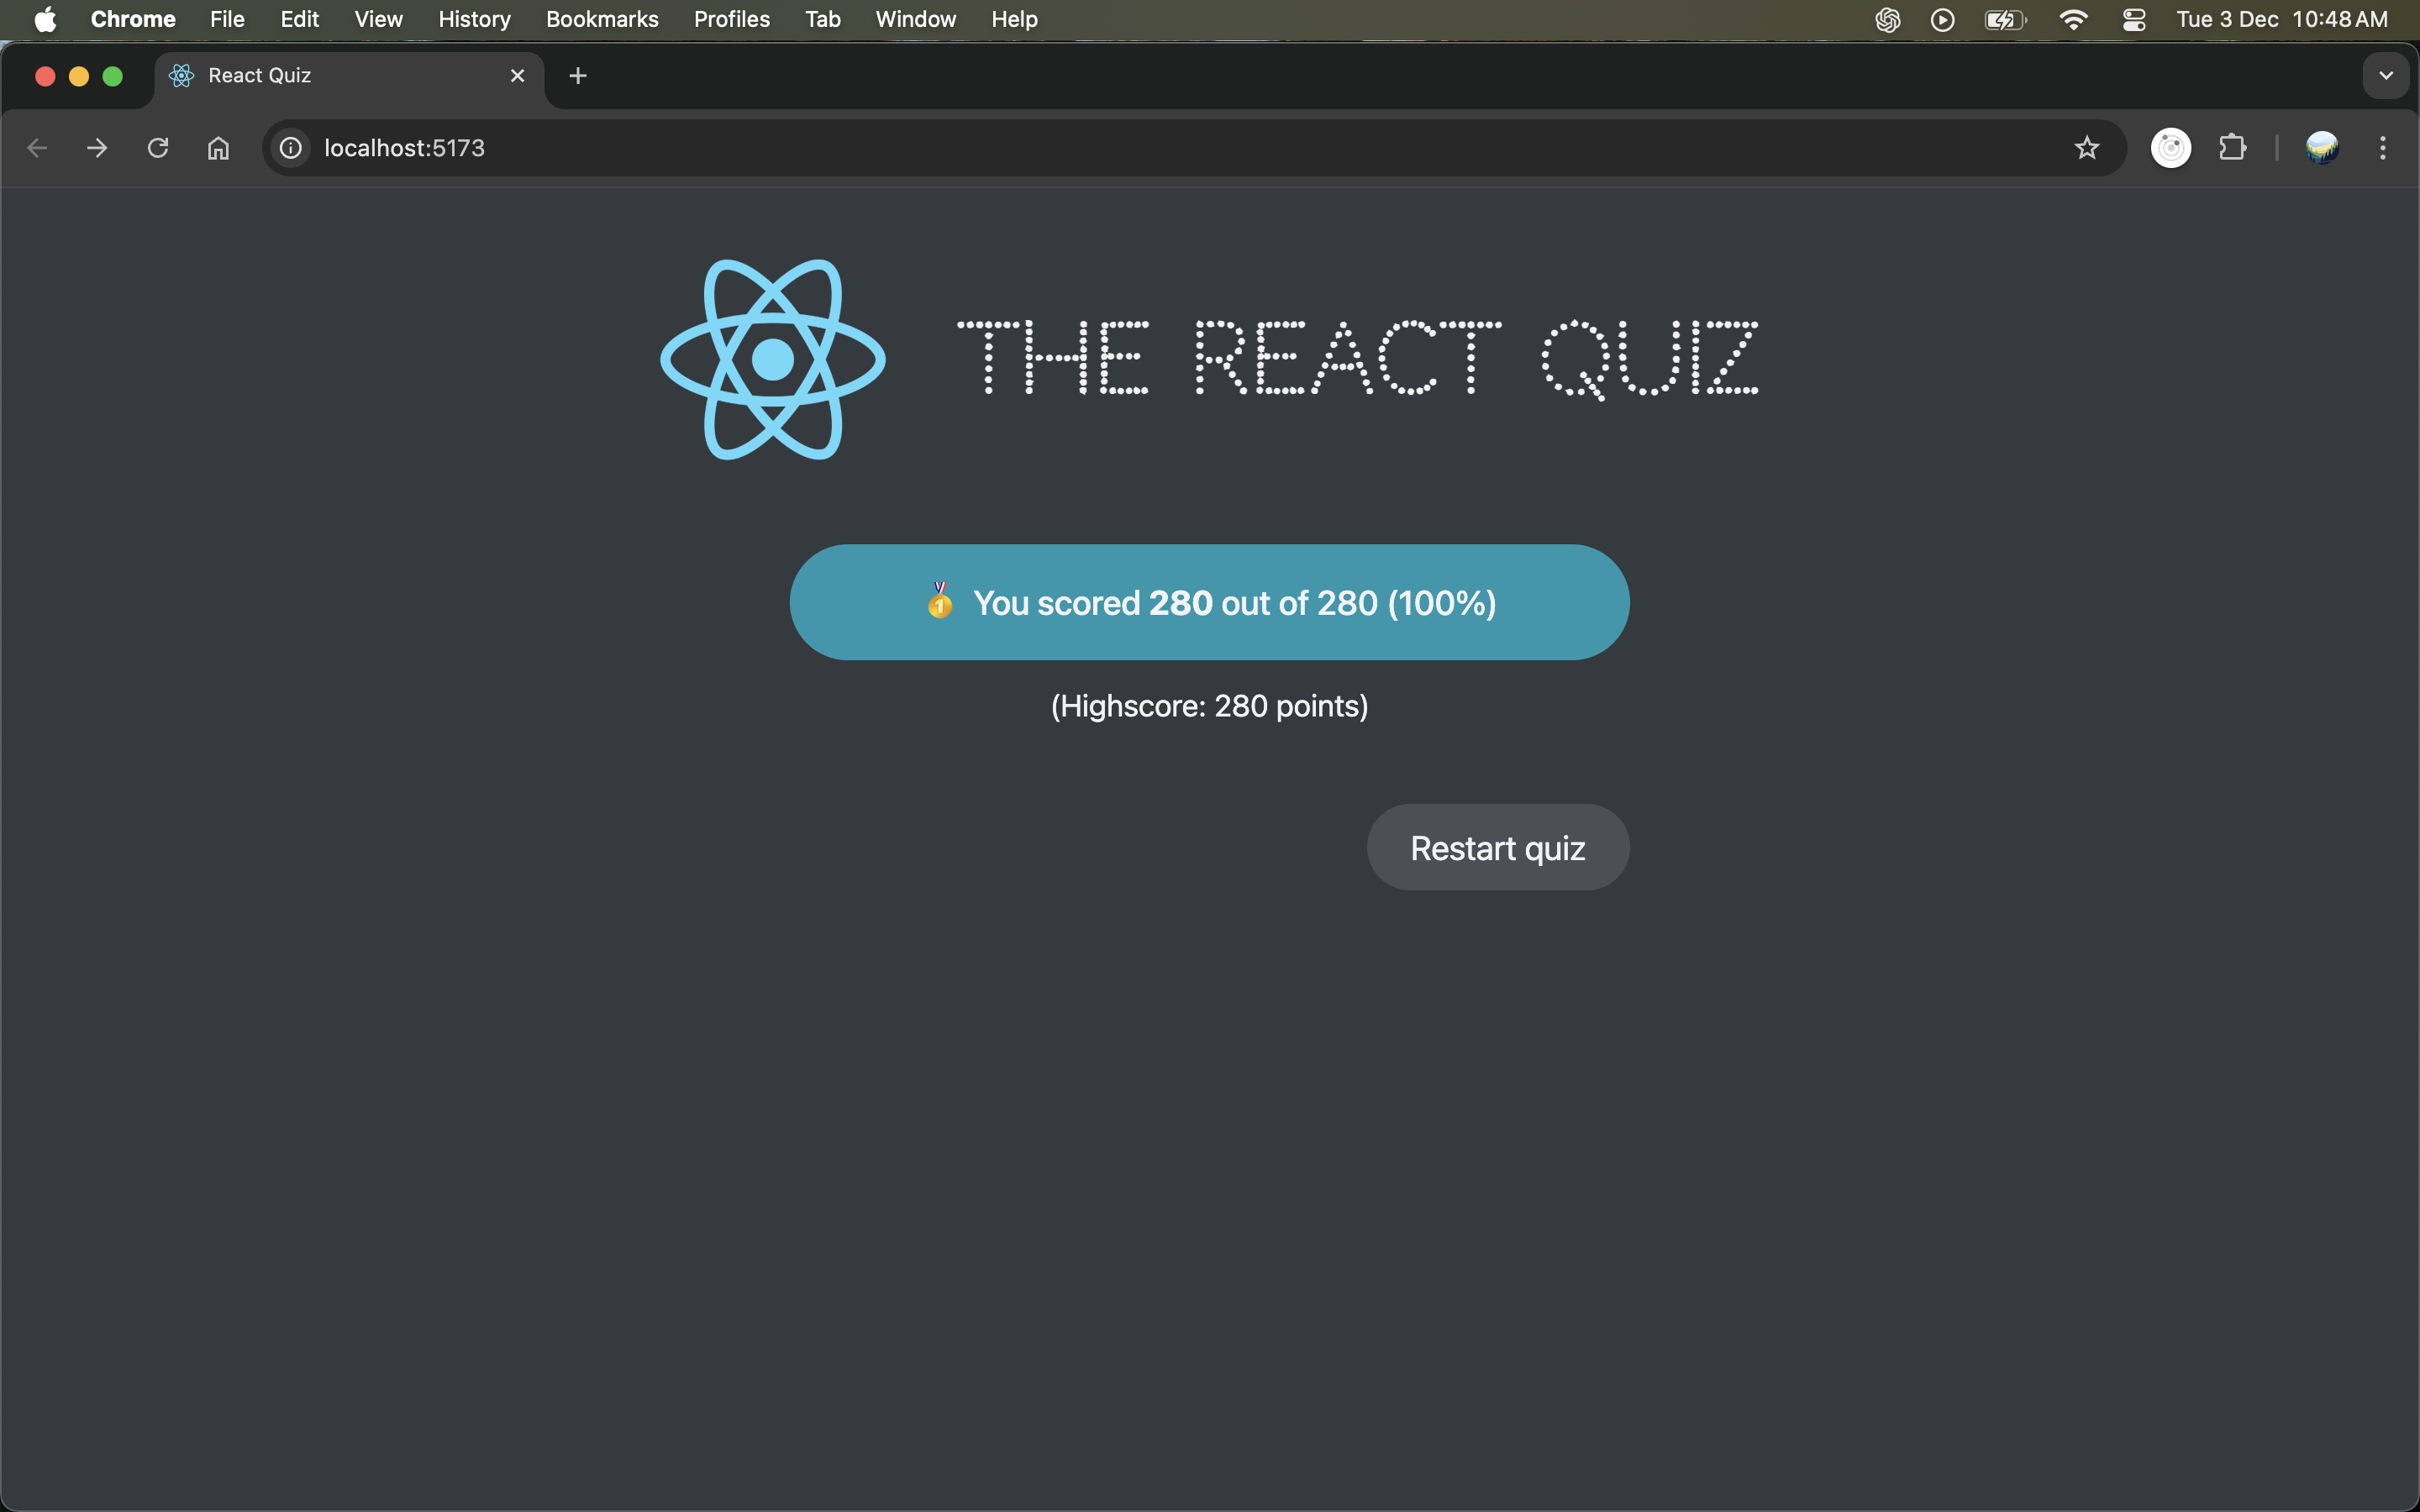 Chrome File Edit View History Bookmarks Profiles Tab Window Help Tue 3 Dec 10:48 AM
React Quiz
localhost:5173
THE REACT QUIZ
🥇 You scored 280 out of 280 (100%)
(Highscore: 280 points)
Restart quiz